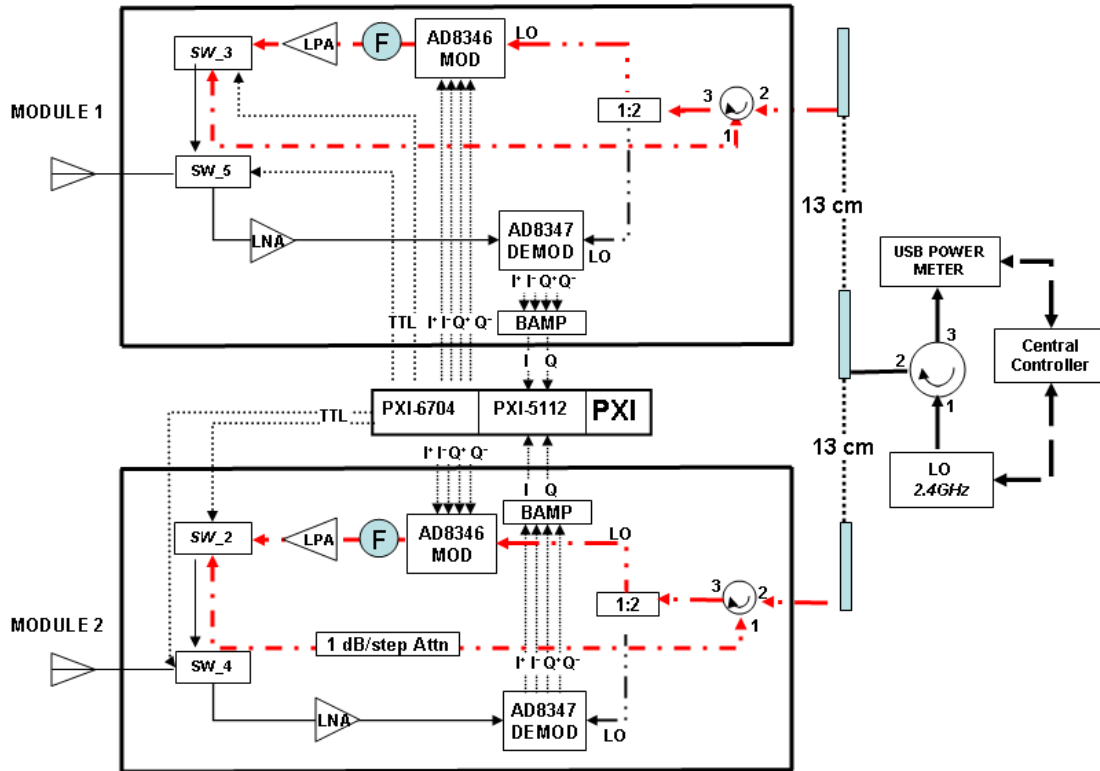 MODULE 1
SW_3
LPA
F
AD8346
MOD
LO
1:2
3
2
1
SW_5
LNA
AD8347
DEMOD
LO
I+ I- Q+ Q-
BAMP
TTL
I+ I- Q+ Q-
I Q
13 cm
USB POWER
METER
3
2
1
Central
Controller
LO
2.4GHz
13 cm
PXI-6704
PXI-5112
PXI
TTL
I+ I- Q+ Q-
I Q
BAMP
MODULE 2
SW_2
LPA
F
AD8346
MOD
LO
1:2
3
2
1
1 dB/step Attn
I+ I- Q+ Q-
SW_4
LNA
AD8347
DEMOD
LO